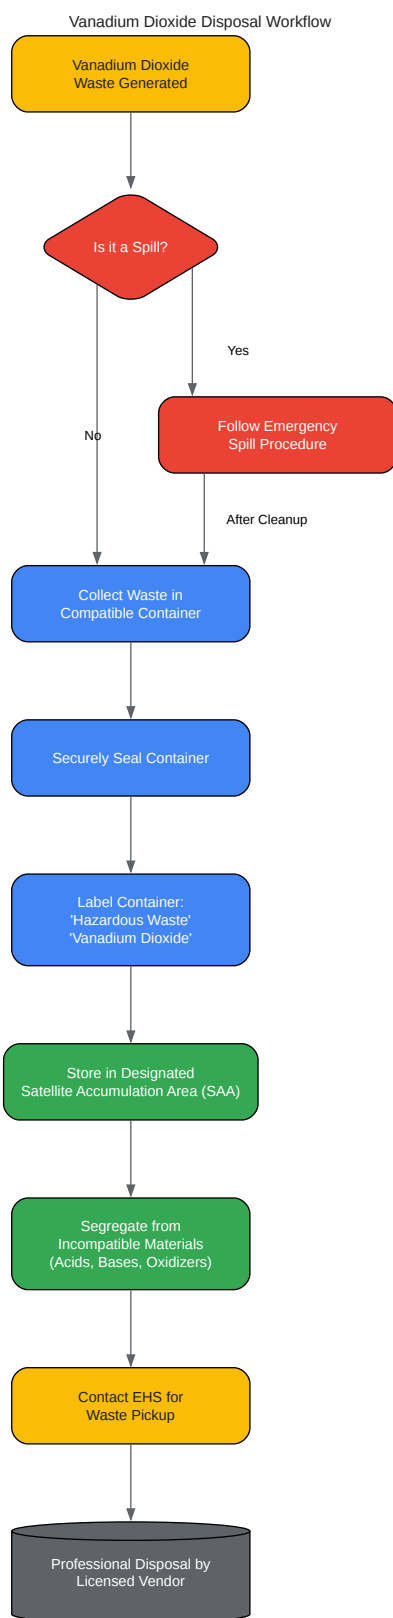 Vanadium Dioxide Disposal Workflow
Vanadium Dioxide
Waste Generated
Is it a Spill?
Yes
Follow Emergency
Spill Procedure
No
After Cleanup
Collect Waste in
Compatible Container
Securely Seal Container
Label Container:
'Hazardous Waste'
'Vanadium Dioxide'
Store in Designated
Satellite Accumulation Area (SAA)
Segregate from
Incompatible Materials
(Acids, Bases, Oxidizers)
Contact EHS for
Waste Pickup
Professional Disposal by
Licensed Vendor